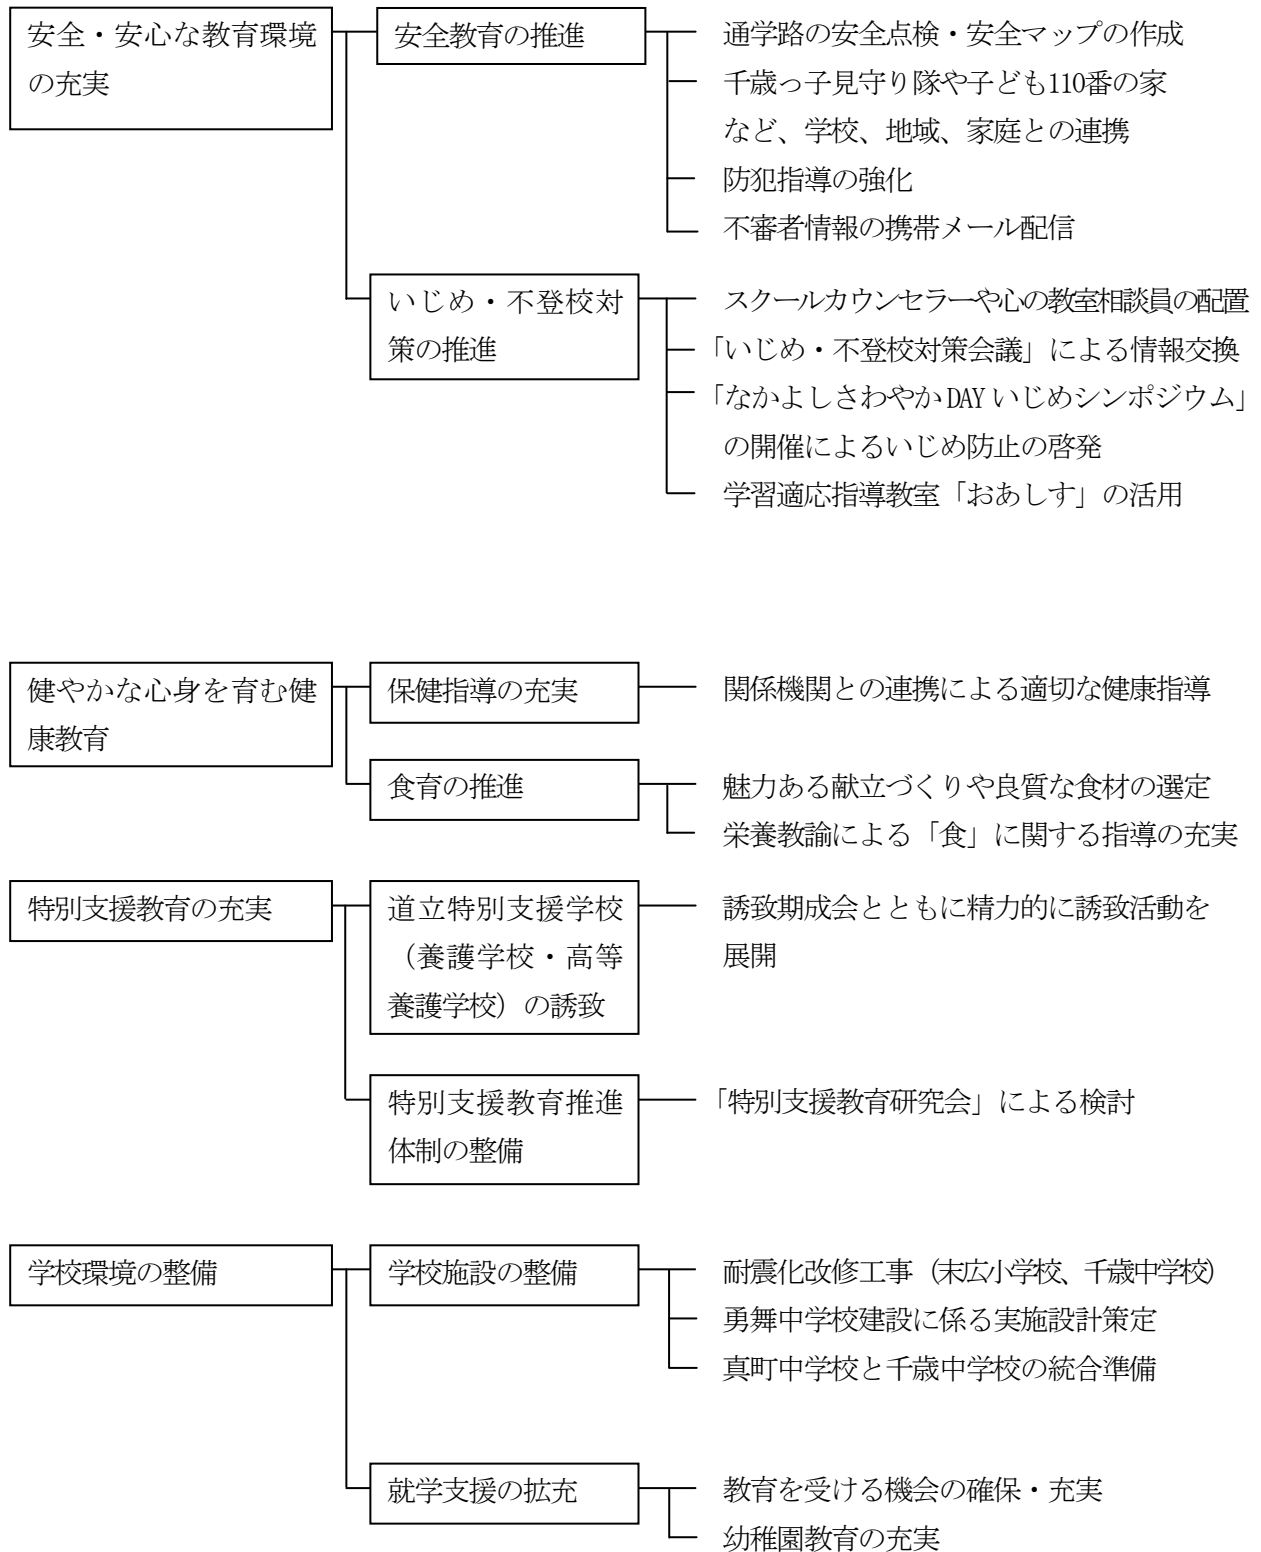 安全・安心な教育環境
の充実
安全教育の推進
通学路の安全点検・安全マップの作成
千歳っ子見守り隊や子ども110番の家
など、学校、地域、家庭との連携
防犯指導の強化
不審者情報の携帯メール配信
いじめ・不登校対
策の推進
スクールカウンセラーや心の教室相談員の配置
「いじめ・不登校対策会議」による情報交換
「なかよしさわやかDAYいじめシンポジウム」
の開催によるいじめ防止の啓発
学習適応指導教室「おあしす」の活用
健やかな心身を育む健
康教育
保健指導の充実
関係機関との連携による適切な健康指導
食育の推進
魅力ある献立づくりや良質な食材の選定
栄養教諭による「食」に関する指導の充実
特別支援教育の充実
道立特別支援学校
（養護学校・高等
養護学校）の誘致
誘致期成会とともに精力的に誘致活動を
展開
特別支援教育推進
体制の整備
「特別支援教育研究会」による検討
学校環境の整備
学校施設の整備
耐震化改修工事（末広小学校、千歳中学校）
勇舞中学校建設に係る実施設計策定
真町中学校と千歳中学校の統合準備
就学支援の拡充
教育を受ける機会の確保・充実
幼稚園教育の充実